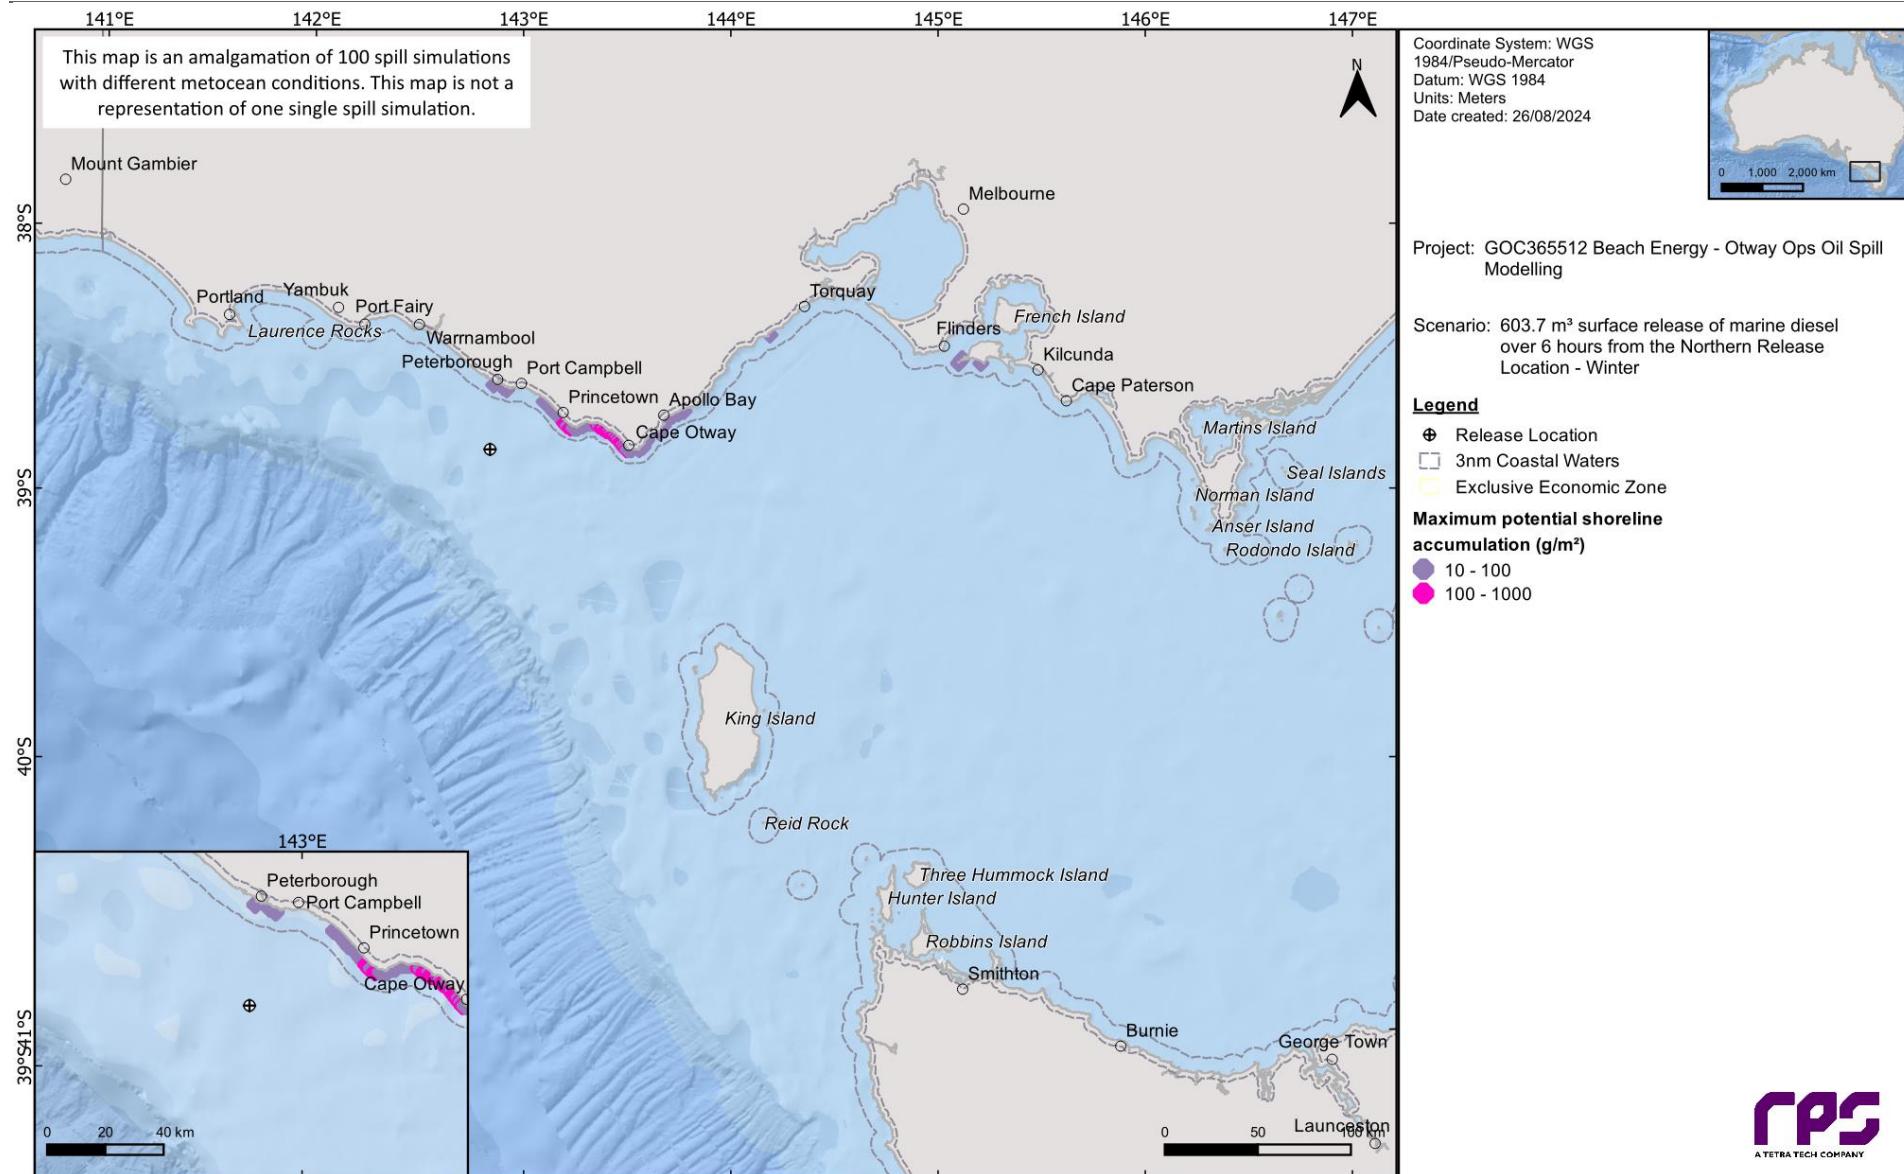 141°E 142°E 143°E 144°E 145°E 146°E 147°E
This map is an amalgamation of 100 spill simulations
with different metocean conditions. This map is not a
representation of one single spill simulation.
N
Mount Gambier
Melbourne
38°S
Portland
Yambuk
Port Fairy
Laurence Rocks
Warrnambool
Torquay
Flinders
French Island
Kilcunda
Peterborough
Port Campbell
Princetown
Apollo Bay
Cape Otway
Cape Paterson
Martins Island
Seal Islands
Norman Island
Anser Island
Rodondo Island
39°S
King Island
40°S
Reid Rock
Three Hummock Island
Hunter Island
Robbins Island
Smithton
Burnie
George Town
Launceston
41°S
0 50 100 km
143°E
Peterborough
Port Campbell
Princetown
Cape Otway
39°S
0 20 40 km
Coordinate System: WGS
1984/Pseudo-Mercator
Datum: WGS 1984
Units: Meters
Date created: 26/08/2024
0 1,000 2,000 km
Project: GOC365512 Beach Energy - Otway Ops Oil Spill
Modelling
Scenario: 603.7 m³ surface release of marine diesel
over 6 hours from the Northern Release
Location - Winter
Legend
Release Location
3nm Coastal Waters
Exclusive Economic Zone
Maximum potential shoreline
accumulation (g/m²)
10 - 100
100 - 1000
rps
A TETRA TECH COMPANY